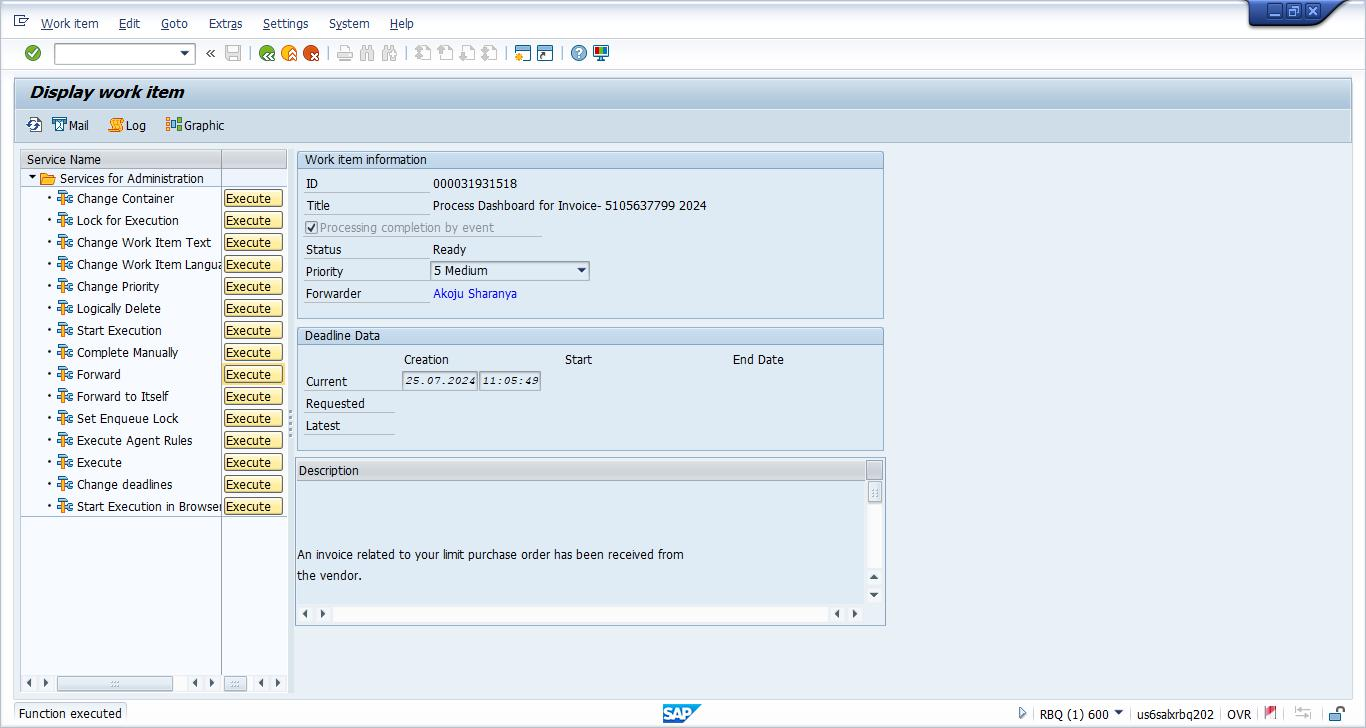 Work item Edit Goto Extras Settings System Help
Display work item
Mail Log Graphic
Service Name
Services for Administration
Change Container Execute
Lock for Execution Execute
Change Work Item Text Execute
Change Work Item Langua Execute
Change Priority Execute
Logically Delete Execute
Start Execution Execute
Complete Manually Execute
Forward Execute
Forward to Itself Execute
Set Enqueue Lock Execute
Execute Agent Rules Execute
Execute Execute
Change deadlines Execute
Start Execution in Browser Execute
Work item information
ID 000031931518
Title Process Dashboard for Invoice- 5105637799 2024
Processing completion by event
Status Ready
Priority 5 Medium
Forwarder Akoju Sharanya
Deadline Data
Creation Start End Date
Current 25.07.2024 11:05:49
Requested
Latest
Description
An invoice related to your limit purchase order has been received from
the vendor.
Function executed SAP RBQ (1) 600 us6salxrbq202 OVR